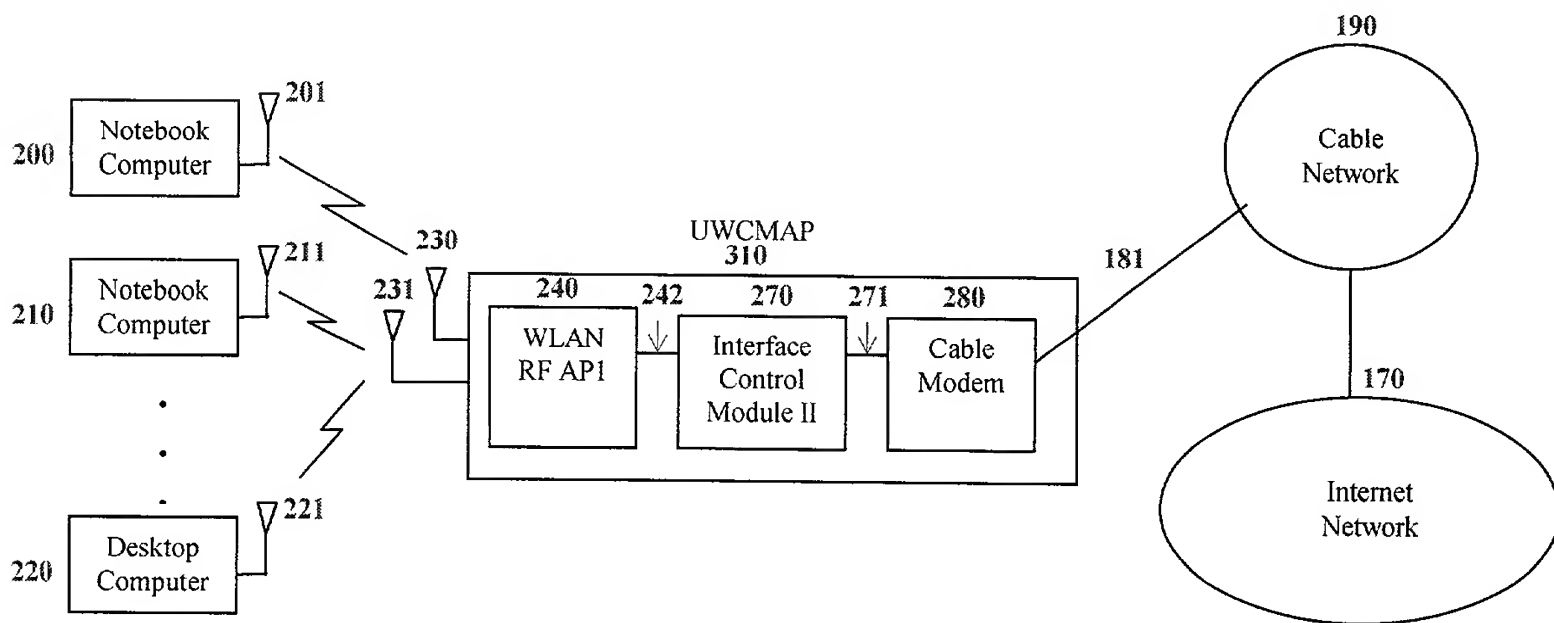 190
201
Notebook
Computer
200
Cable
Network
211
230
UWCMAP
310
181
Notebook
Computer
210
231
240
242
270
271
280
WLAN
RF AP1
Interface
Control
Module II
Cable
Modem
170
221
Desktop
Computer
220
Internet
Network